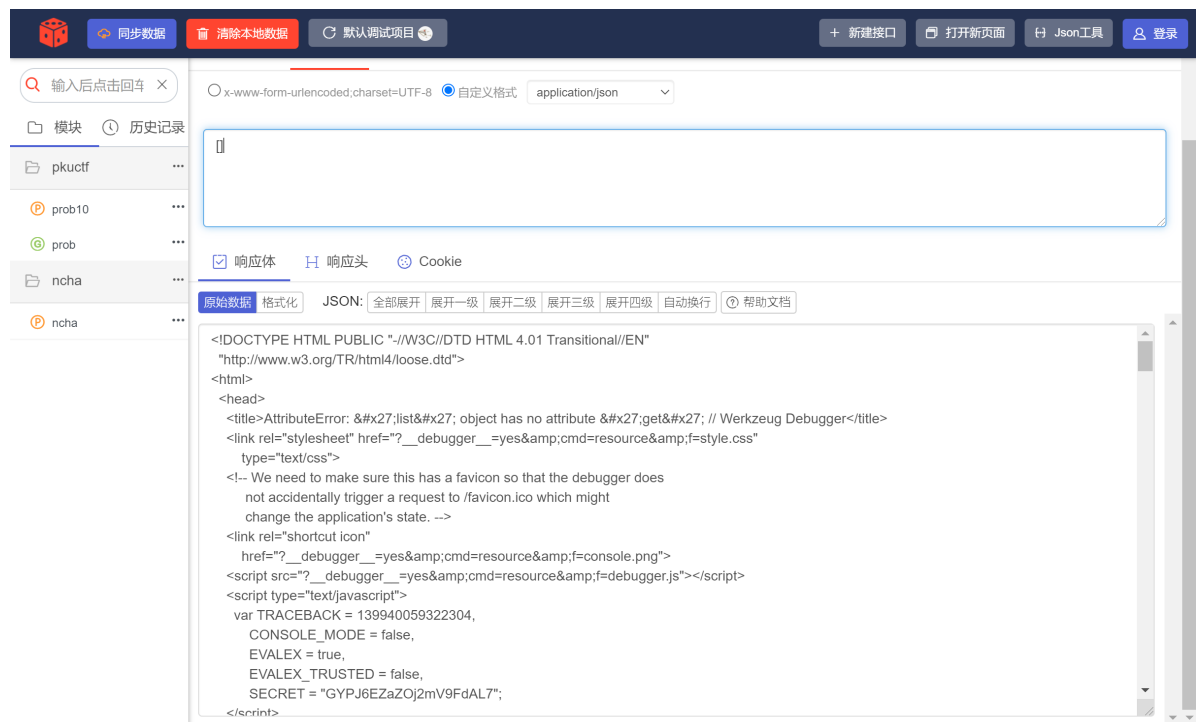 同步数据 清除本地数据 默认调试项目 + 新建接口 打开新页面 Json工具 登录
输入后点击回车
模块 历史记录
pkuctf ...
P prob10 ...
G prob ...
ncha ...
P ncha ...
x-www-form-urlencoded;charset=UTF-8 自定义格式 application/json
[]
响应体 响应头 Cookie
原始数据 格式化 JSON: 全部展开 展开一级 展开二级 展开三级 展开四级 自动换行 帮助文档
<!DOCTYPE HTML PUBLIC "-//W3C//DTD HTML 4.01 Transitional//EN"
"http://www.w3.org/TR/html4/loose.dtd">
<html>
<head>
<title>AttributeError: &#x27;list&#x27; object has no attribute &#x27;get&#x27; // Werkzeug Debugger</title>
<link rel="stylesheet" href="?__debugger__=yes&amp;cmd=resource&amp;f=style.css"
type="text/css">
<!-- We need to make sure this has a favicon so that the debugger does
not accidentally trigger a request to /favicon.ico which might
change the application's state. -->
<link rel="shortcut icon"
href="?__debugger__=yes&amp;cmd=resource&amp;f=console.png">
<script src="?__debugger__=yes&amp;cmd=resource&amp;f=debugger.js"></script>
<script type="text/javascript">
var TRACEBACK = 139940059322304,
CONSOLE_MODE = false,
EVALEX = true,
EVALEX_TRUSTED = false,
SECRET = "GYPJ6EZaZOj2mV9FdAL7";
</script>